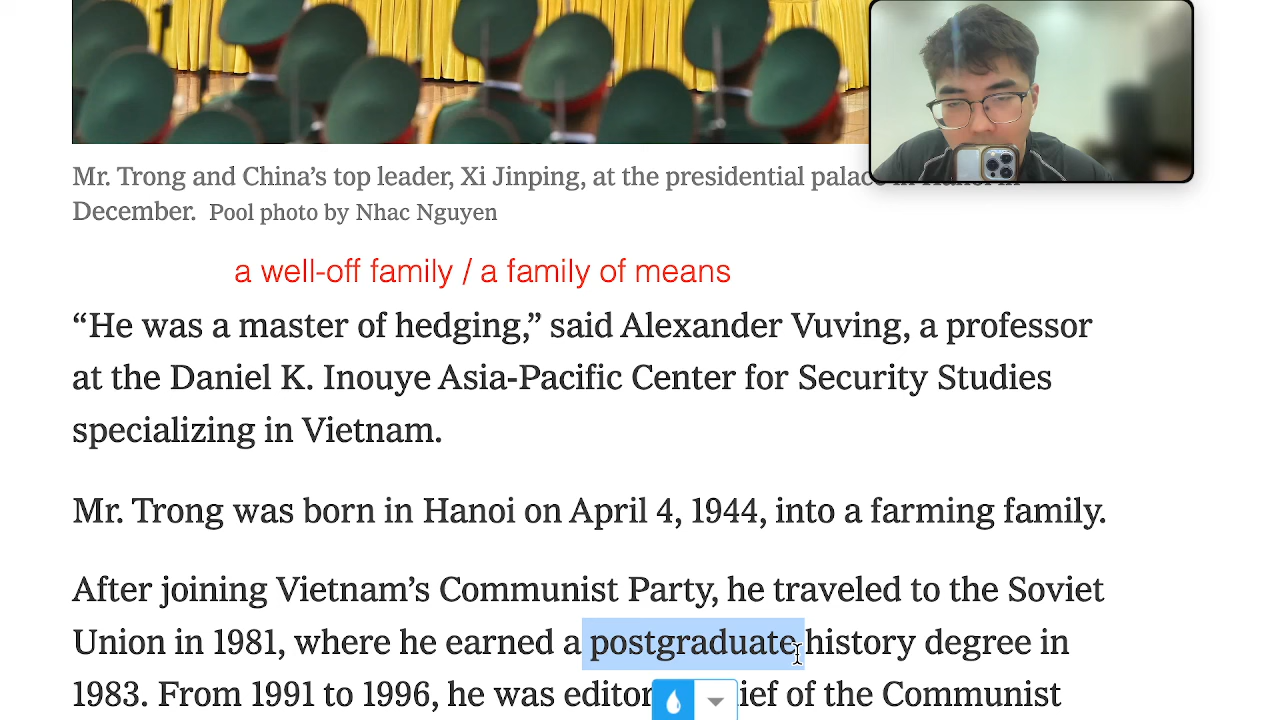 Mr. Trong and China's top leader, Xi Jinping, at the presidential palace in Hanoi in
December. Pool photo by Nhac Nguyen
a well-off family / a family of means
“He was a master of hedging,” said Alexander Vuving, a professor
at the Daniel K. Inouye Asia-Pacific Center for Security Studies
specializing in Vietnam.
Mr. Trong was born in Hanoi on April 4, 1944, into a farming family.
After joining Vietnam’s Communist Party, he traveled to the Soviet
Union in 1981, where he earned a postgraduate history degree in
1983. From 1991 to 1996, he was editor ief of the Communist